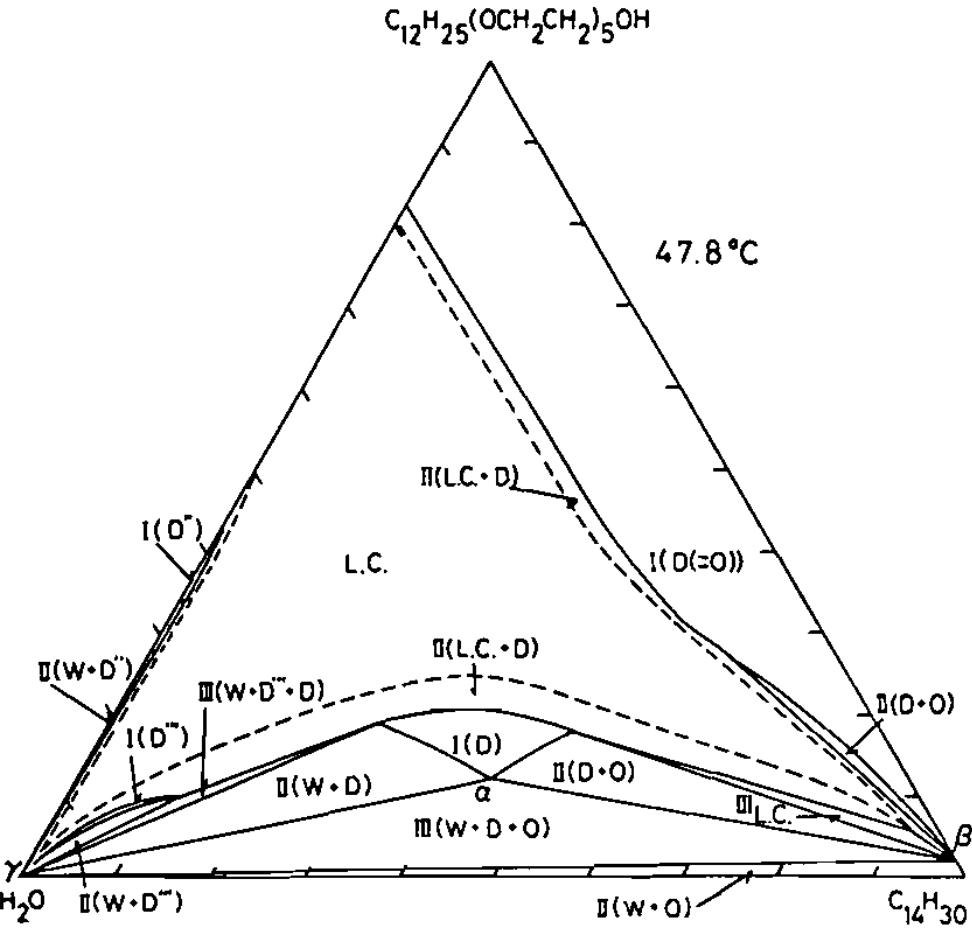 C12H25(OCH2CH2)5OH
47.8°C
II(L.C.+D)
I(D(=O))
I(D")
L.C.
II(L.C.+D)
II(W+D")
III(W+D'''+D)
II(D+O)
I(D''')
I(D)
II(W+D)
II(D+O)
α
III L.C.
III(W+D+O)
β
γ
H2O
II(W+D''')
II(W+O)
C14H30